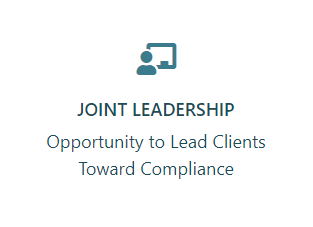 JOINT LEADERSHIP
Opportunity to Lead Clients
Toward Compliance